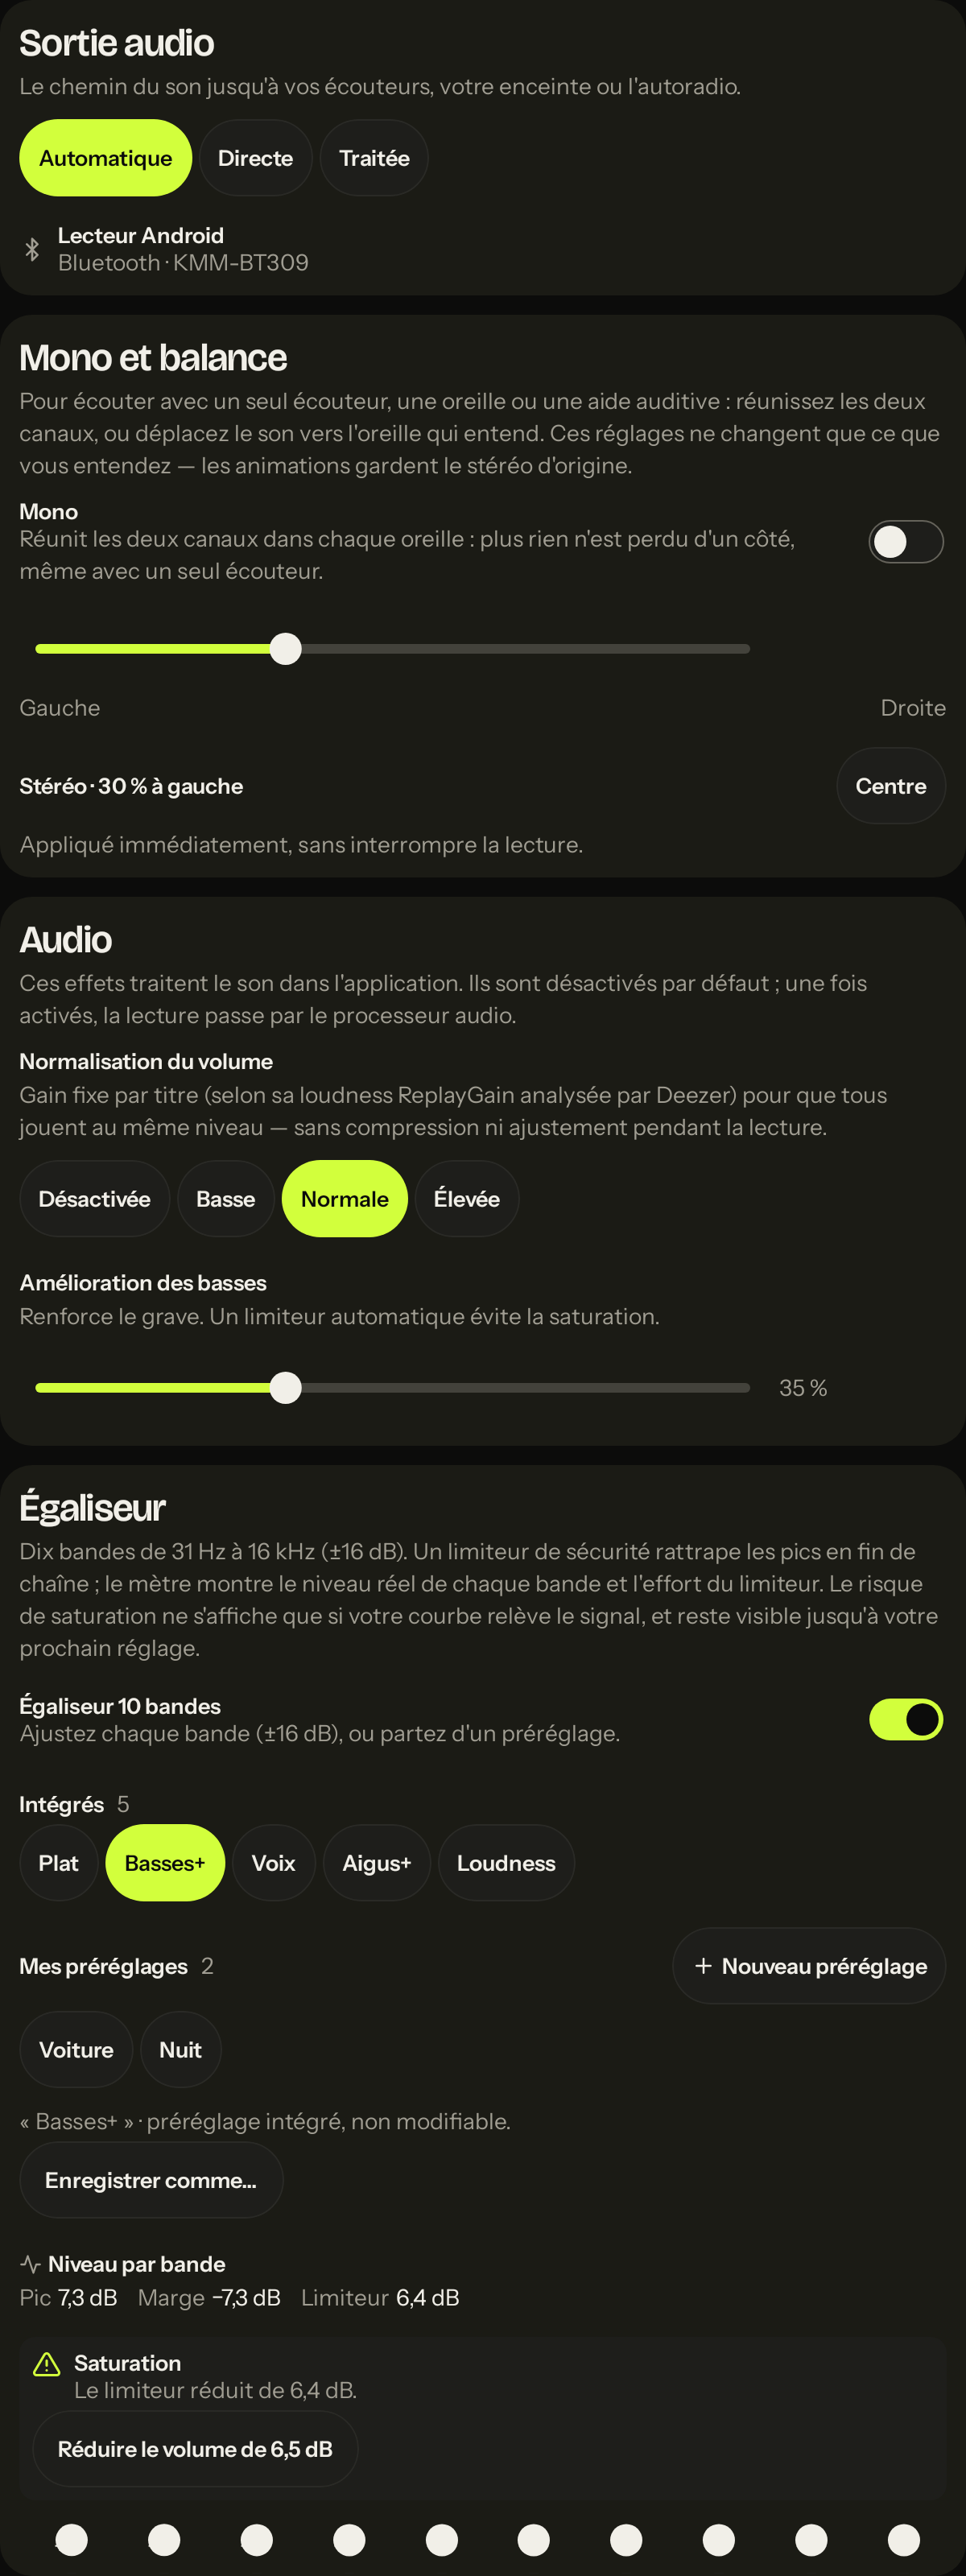 Sortie audio
Le chemin du son jusqu'à vos écouteurs, votre enceinte ou l'autoradio.
Automatique Directe Traitée
Lecteur Android
Bluetooth · KMM-BT309
Mono et balance
Pour écouter avec un seul écouteur, une oreille ou une aide auditive : réunissez les deux
canaux, ou déplacez le son vers l'oreille qui entend. Ces réglages ne changent que ce que
vous entendez — les animations gardent le stéréo d'origine.
Mono
Réunit les deux canaux dans chaque oreille : plus rien n'est perdu d'un côté,
même avec un seul écouteur.
Gauche Droite
Stéréo · 30 % à gauche Centre
Appliqué immédiatement, sans interrompre la lecture.
Audio
Ces effets traitent le son dans l'application. Ils sont désactivés par défaut ; une fois
activés, la lecture passe par le processeur audio.
Normalisation du volume
Gain fixe par titre (selon sa loudness ReplayGain analysée par Deezer) pour que tous
jouent au même niveau — sans compression ni ajustement pendant la lecture.
Désactivée Basse Normale Élevée
Amélioration des basses
Renforce le grave. Un limiteur automatique évite la saturation.
35 %
Égaliseur
Dix bandes de 31 Hz à 16 kHz (±16 dB). Un limiteur de sécurité rattrape les pics en fin de
chaîne ; le mètre montre le niveau réel de chaque bande et l'effort du limiteur. Le risque
de saturation ne s'affiche que si votre courbe relève le signal, et reste visible jusqu'à votre
prochain réglage.
Égaliseur 10 bandes
Ajustez chaque bande (±16 dB), ou partez d'un préréglage.
Intégrés 5
Plat Basses+ Voix Aigus+ Loudness
Mes préréglages 2 + Nouveau préréglage
Voiture Nuit
« Basses+ » · préréglage intégré, non modifiable.
Enregistrer comme...
Niveau par bande
Pic 7,3 dB Marge −7,3 dB Limiteur 6,4 dB
Saturation
Le limiteur réduit de 6,4 dB.
Réduire le volume de 6,5 dB